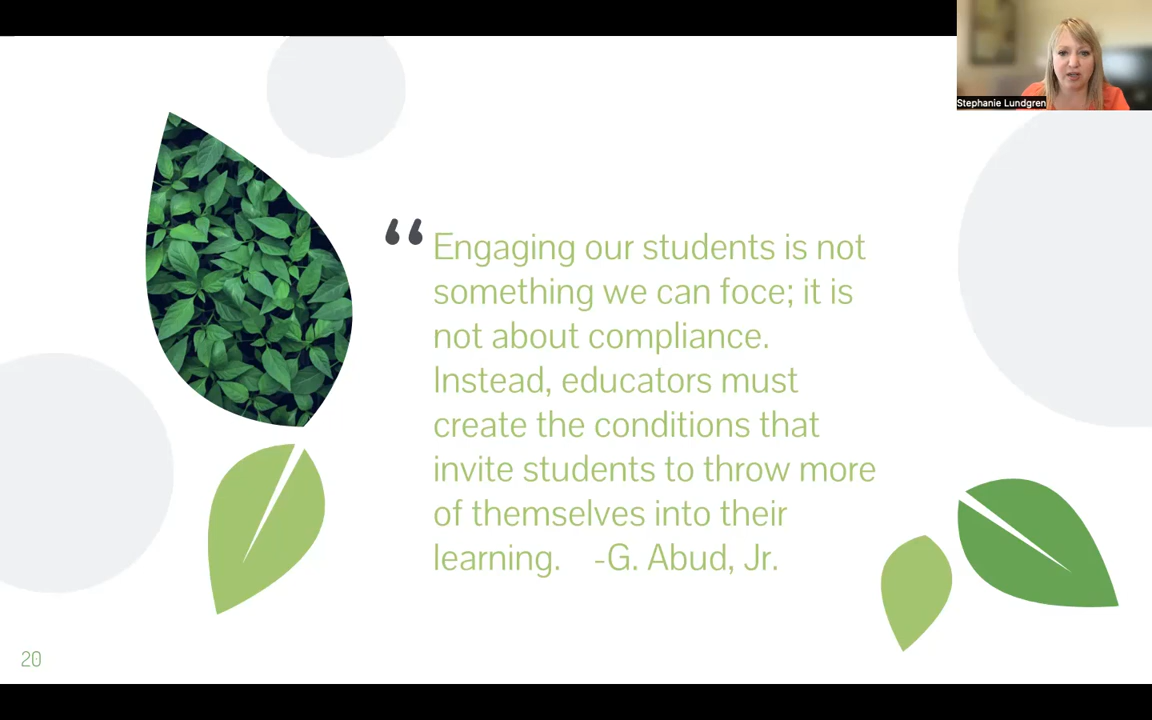 Stephanie Lundgren
“ Engaging our students is not
something we can foce; it is
not about compliance.
Instead, educators must
create the conditions that
invite students to throw more
of themselves into their
learning. -G. Abud, Jr.
20